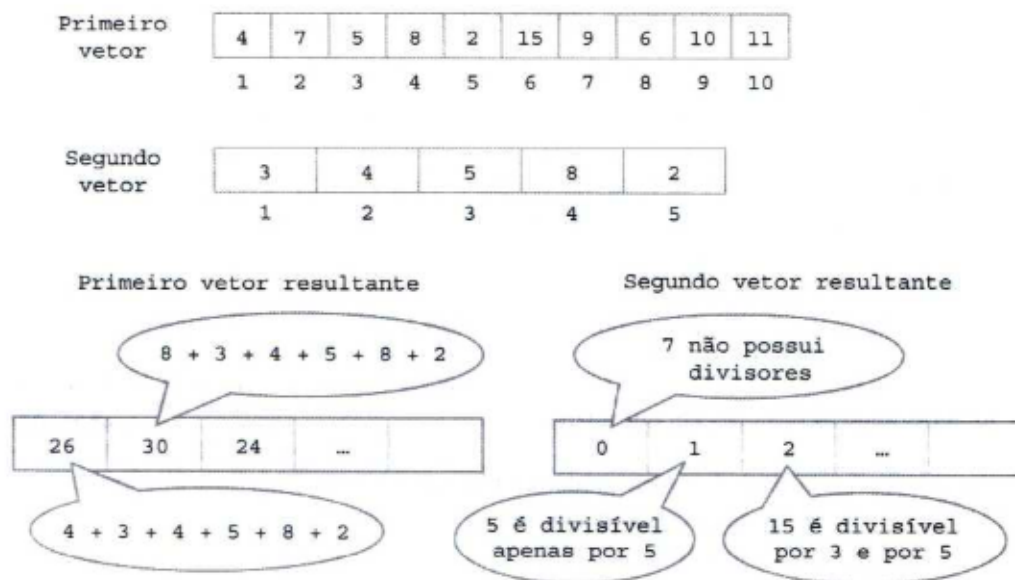 Primeiro
vetor
4 7 5 8 2 15 9 6 10 11
1 2 3 4 5 6 7 8 9 10
Segundo
vetor
3 4 5 8 2
1 2 3 4 5
Primeiro vetor resultante
8 + 3 + 4 + 5 + 8 + 2
26 30 24 …
4 + 3 + 4 + 5 + 8 + 2
Segundo vetor resultante
7 não possui
divisores
0 1 2 …
5 é divisível
apenas por 5
15 é divisível
por 3 e por 5